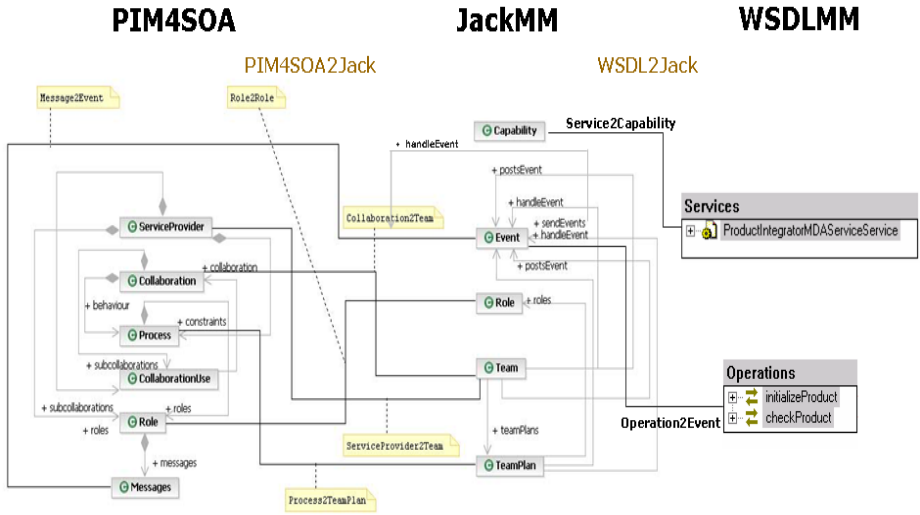 PIM4SOA
JackMM
WSDLMM
PIM4SOA2Jack
WSDL2Jack
Message2Event
Role2Role
Capability
Service2Capability
+ handleEvent
+ postsEvent
+ handleEvent
Services
Collaboration2Team
+ sendEvents
ServiceProvider
Event
+ handleEvent
ProductIntegratorMDAServiceService
+ collaboration
+ postsEvent
Collaboration
+ behaviour
Role
+ roles
+ constraints
Process
+ subcollaborations
Team
Operations
CollaborationUse
initializeProduct
+ subcollaborations
+ roles
checkProduct
Role
Operation2Event
+ roles
+ teamPlans
ServiceProvider2Team
+ messages
TeamPlan
Messages
Process2TeamPlan